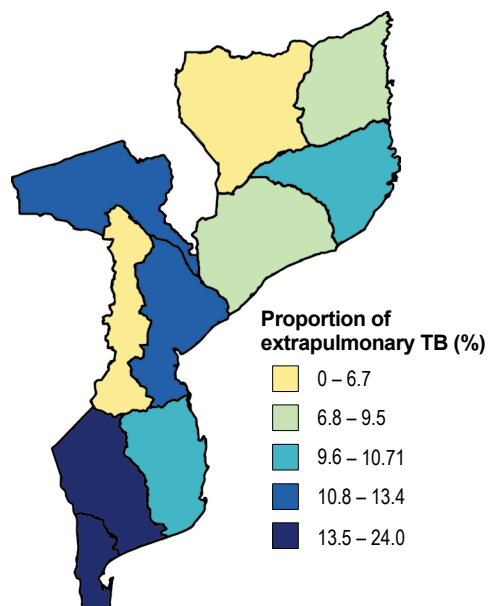 Proportion of
extrapulmonary TB (%)
0 – 6.7
6.8 – 9.5
9.6 – 10.71
10.8 – 13.4
13.5 – 24.0